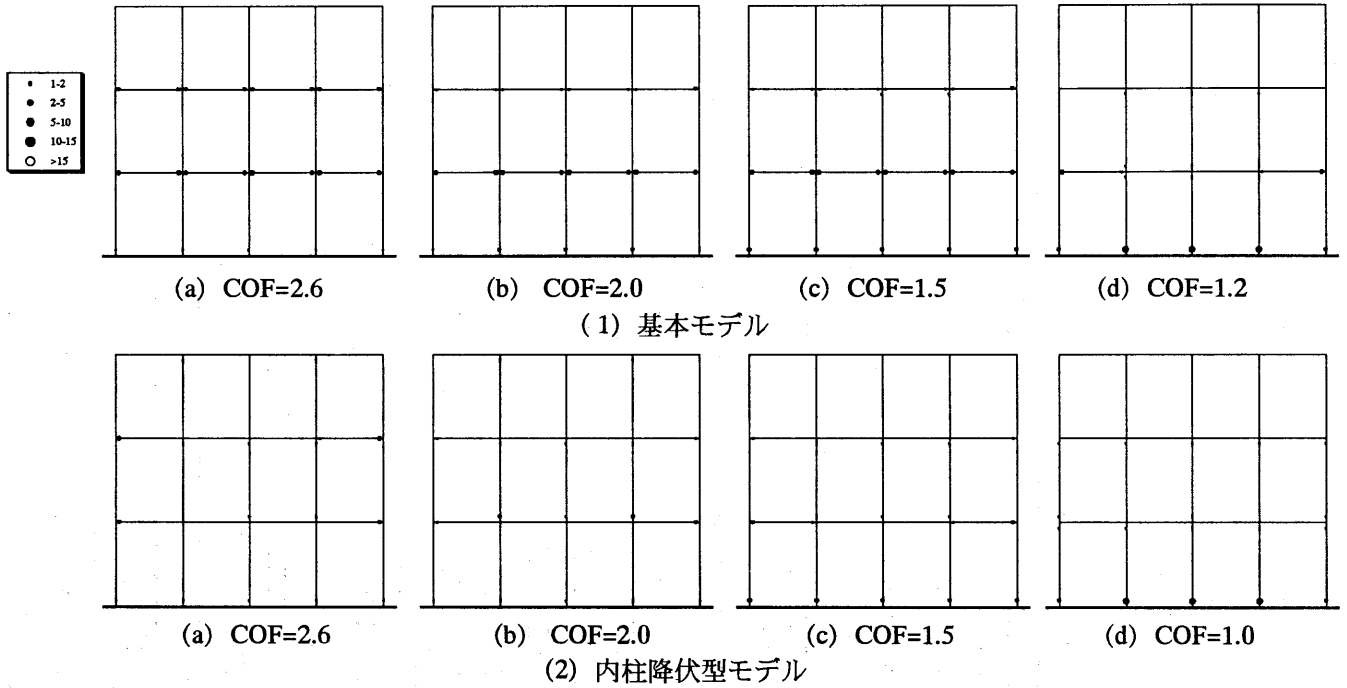 1-2
2-5
5-10
10-15
>15
(a) COF=2.6
(b) COF=2.0
(c) COF=1.5
(d) COF=1.2
(1) 基本モデル
(a) COF=2.6
(b) COF=2.0
(c) COF=1.5
(d) COF=1.0
(2) 内柱降伏型モデル